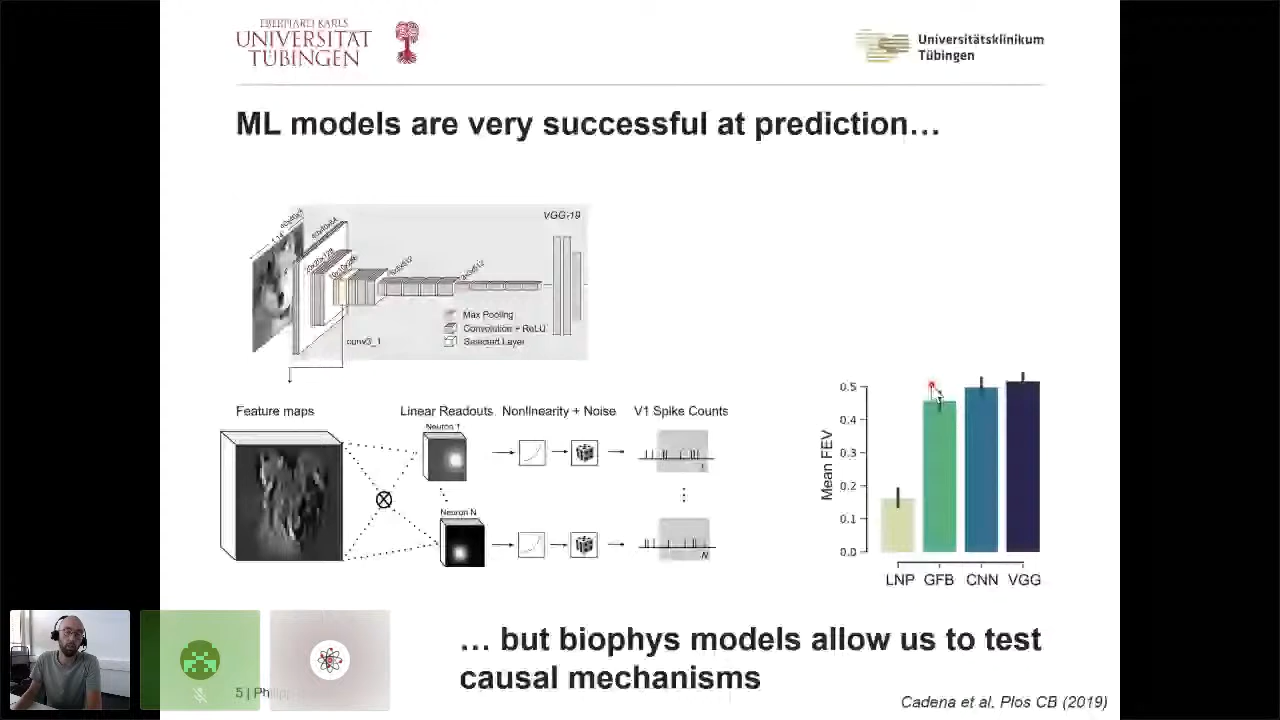 EBERHARD KARLS
UNIVERSITÄT
TÜBINGEN
Universitätsklinikum
Tübingen
ML models are very successful at prediction…
VGG-19
Max Pooling
Convolution + ReLU
Selected Layer
conv3_1
Feature maps
Linear Readouts
Nonlinearity + Noise
V1 Spike Counts
Neuron 1
1
Neuron N
N
Mean FEV
0.5
0.4
0.3
0.2
0.1
0.0
LNP GFB CNN VGG
… but biophys models allow us to test
causal mechanisms
5 | Philipp
Cadena et al. Plos CB (2019)